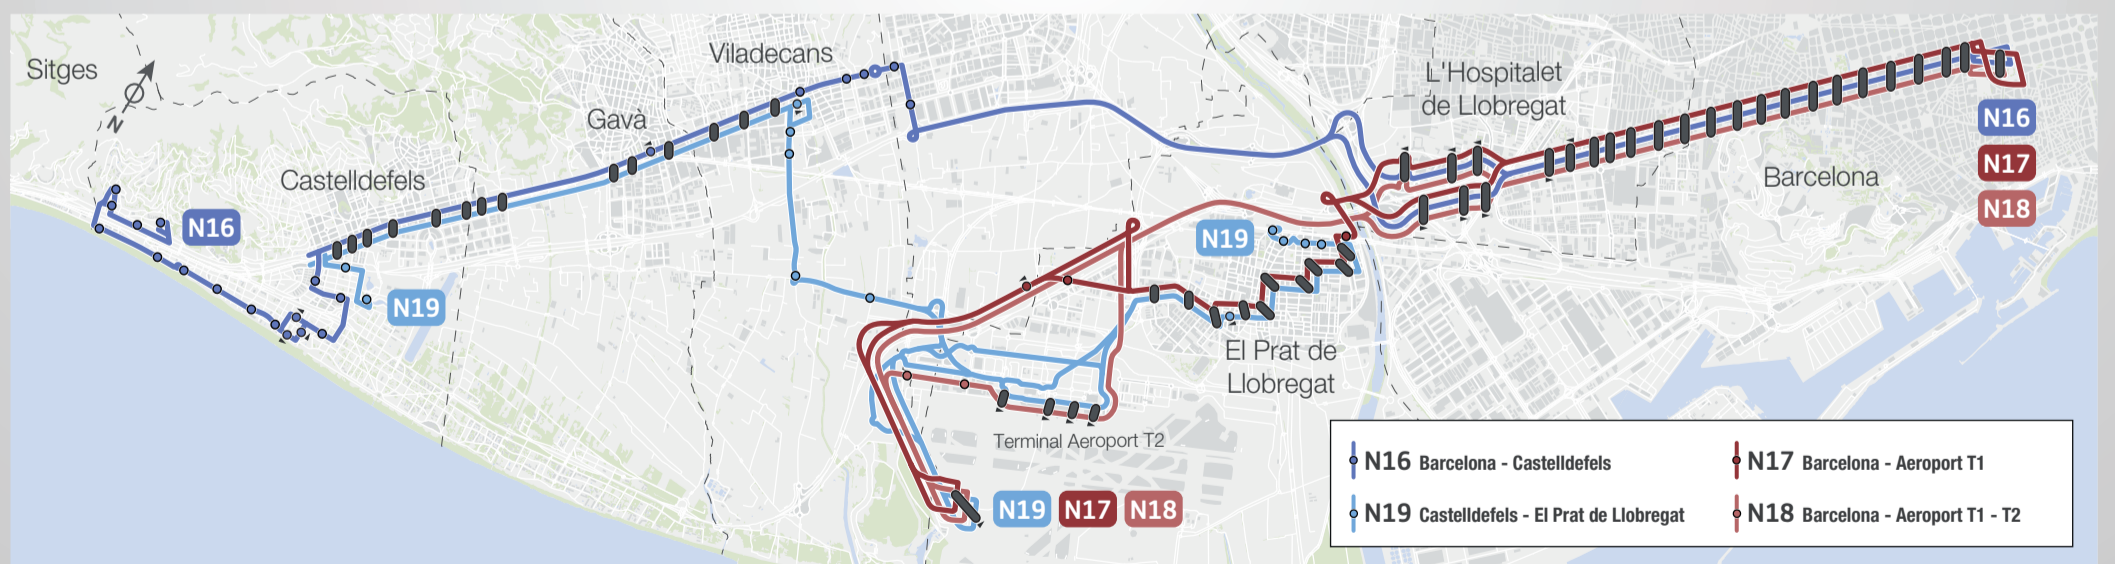 Sitges
N
Viladecans
Gavà
Castelldefels
N16
N19
L'Hospitalet
de Llobregat
N16
N17
N18
Barcelona
N19
El Prat de
Llobregat
Terminal Aeroport T2
N19 N17 N18
N16 Barcelona - Castelldefels
N17 Barcelona - Aeroport T1
N19 Castelldefels - El Prat de Llobregat
N18 Barcelona - Aeroport T1 - T2